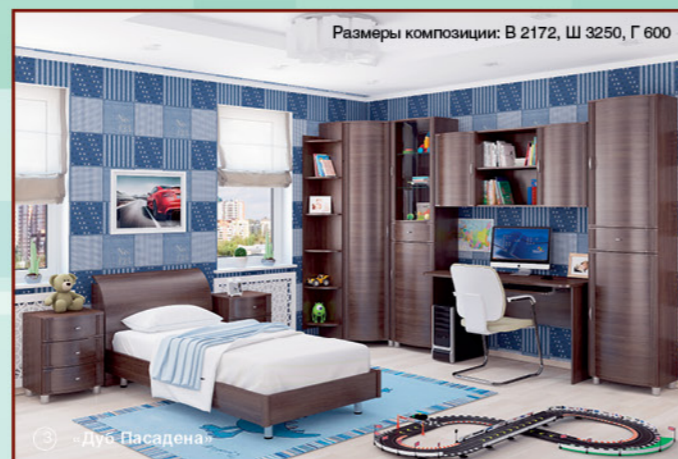 Размеры композиции: В 2172, Ш 3250, Г 600
3 «Дуб Пасадена»